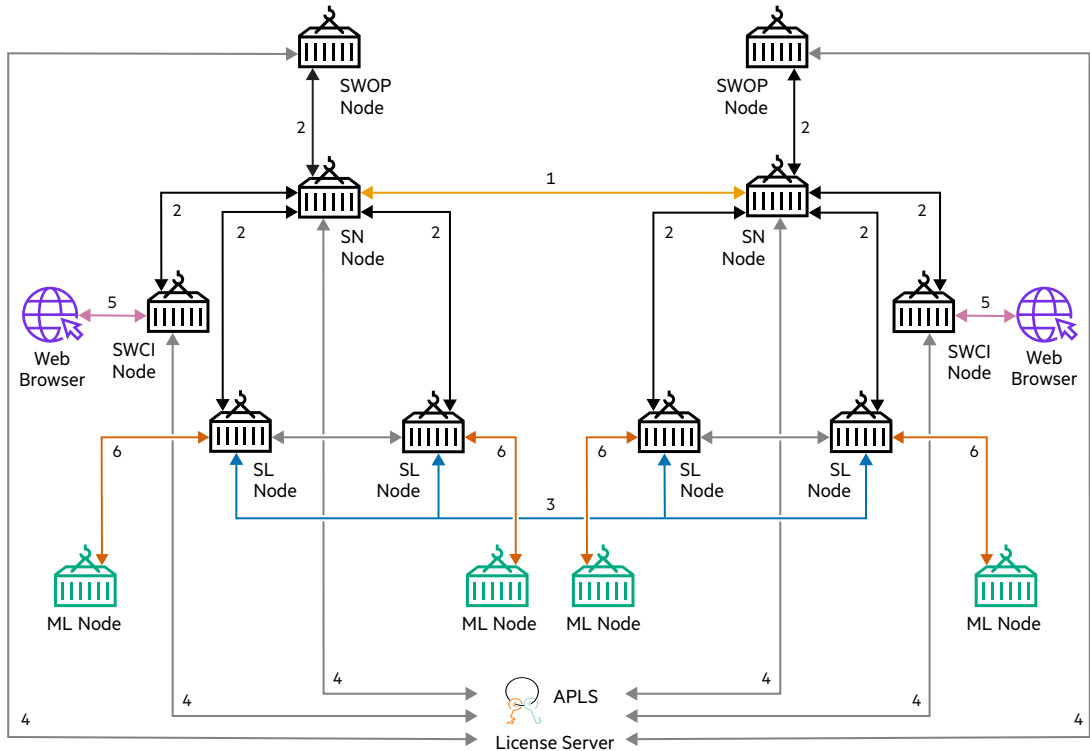 SWOP
Node
SWOP
Node
2
2
1
2
2
2
2
2
2
SN
Node
SN
Node
5
5
Web
Browser
SWCI
Node
SWCI
Node
Web
Browser
6
6
6
6
SL
Node
SL
Node
SL
Node
SL
Node
3
ML Node
ML Node
ML Node
ML Node
4
4
APLS
4
4
4
4
License Server